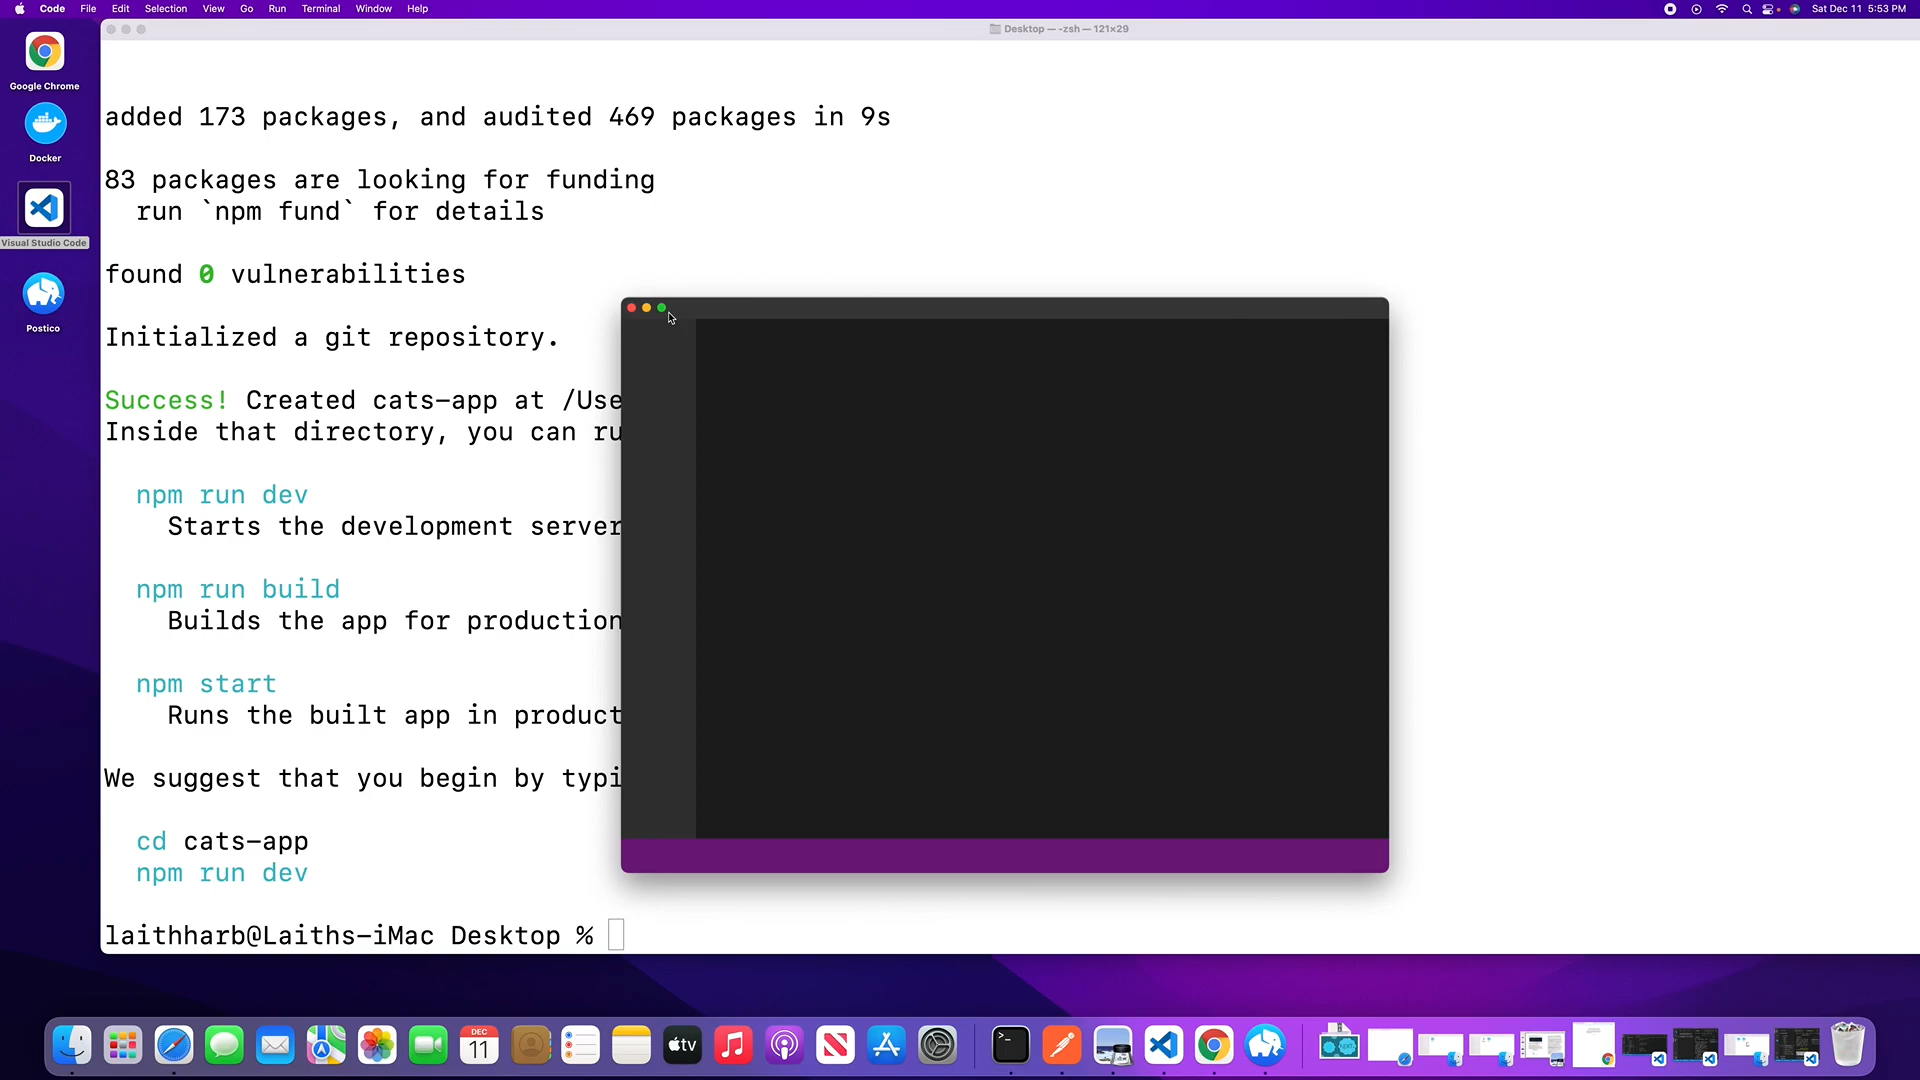 Code File Edit Selection View Go Run Terminal Window Help
Sat Dec 11 5:53 PM
Desktop — -zsh — 121×29
Google Chrome
Docker
Visual Studio Code
Postico
added 173 packages, and audited 469 packages in 9s
83 packages are looking for funding
run `npm fund` for details
found 0 vulnerabilities
Initialized a git repository.
Success! Created cats-app at /Use
Inside that directory, you can ru
npm run dev
Starts the development server
npm run build
Builds the app for production
npm start
Runs the built app in product
We suggest that you begin by typi
cd cats-app
npm run dev
laithharb@Laiths-iMac Desktop %
DEC
11
tv